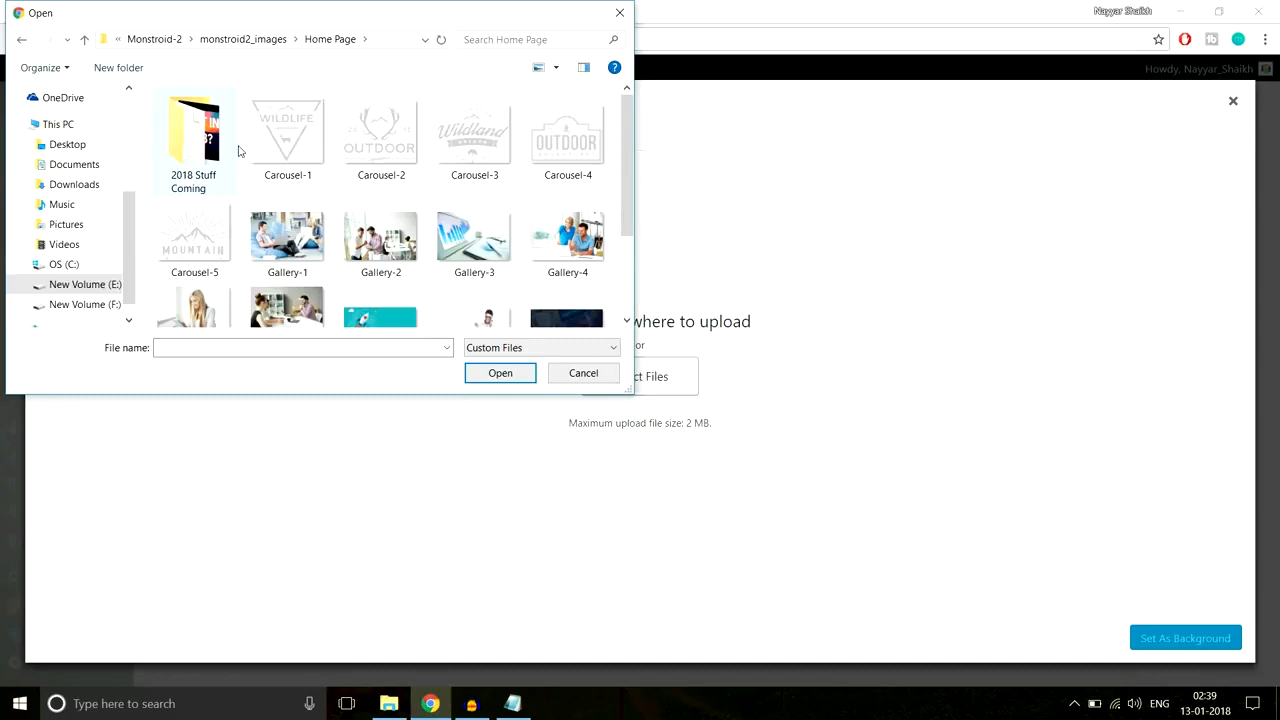 Open
Nayyar Shaikh
Monstroid-2
monstroid2_images
Home Page
Search Home Page
Organize
New folder
Howdy, Nayyar_Shaikh
OneDrive
This PC
Desktop
Documents
Downloads
Music
Pictures
Videos
OS (C:)
New Volume (E:)
New Volume (F:)
WILDLIFE
OUTDOOR
Wildland
OUTDOOR
2018 Stuff
Coming
Carousel-1
Carousel-2
Carousel-3
Carousel-4
MOUNTAIN
Carousel-5
Gallery-1
Gallery-2
Gallery-3
Gallery-4
where to upload
File name:
Custom Files
or
Open
Cancel
ct Files
Maximum upload file size: 2 MB.
Set As Background
Type here to search
ENG
02:39
13-01-2018